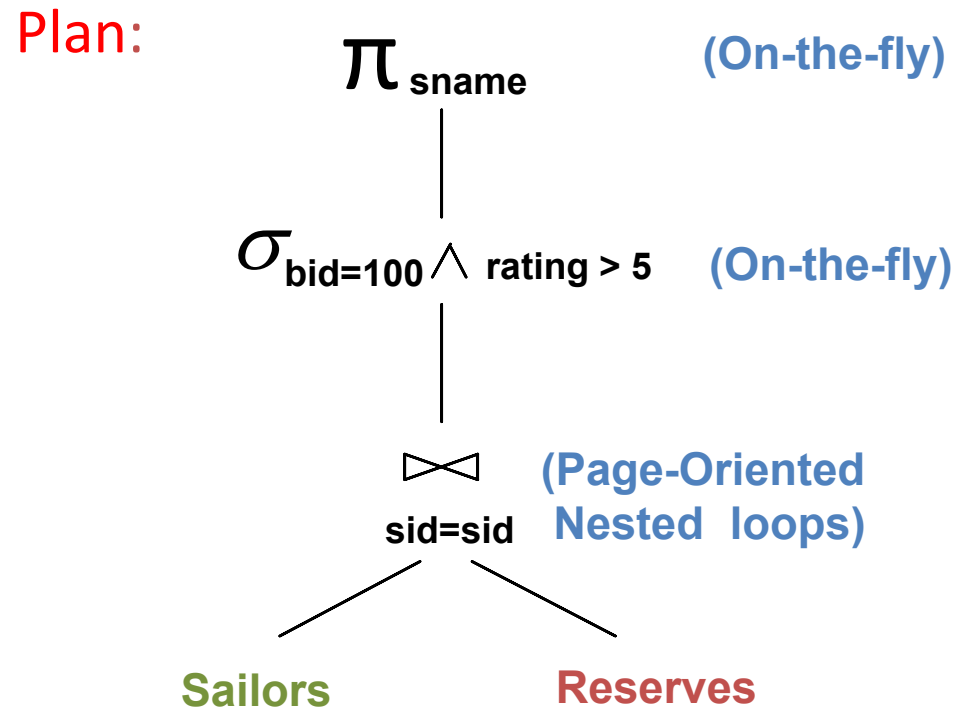 Plan:
π sname (On-the-fly)
σ bid=100 ∧ rating > 5 (On-the-fly)
⋈ (Page-Oriented
sid=sid Nested loops)
Sailors Reserves